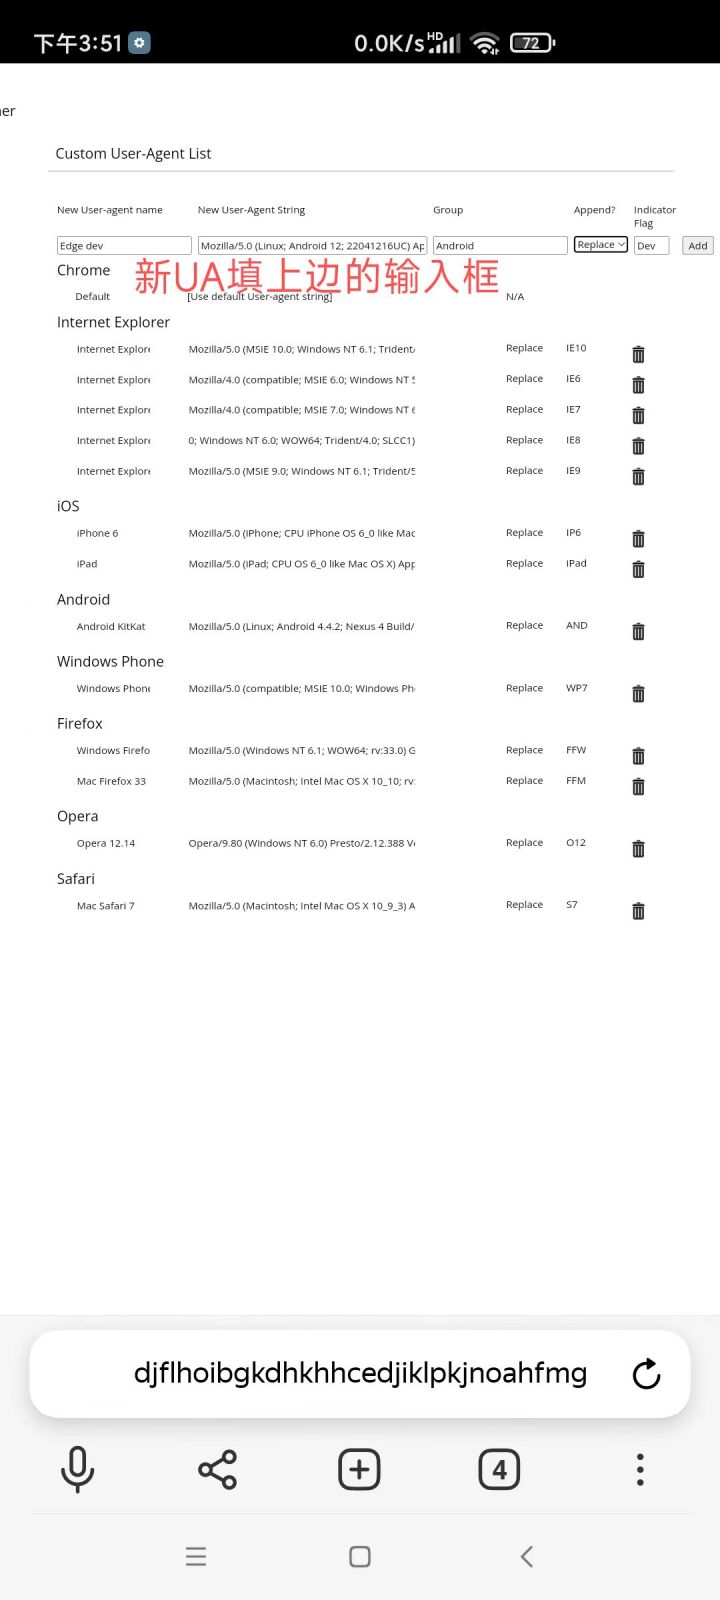 下午3:51 0.0K/s HD 72
er
Custom User-Agent List
New User-agent name New User-Agent String Group Append? Indicator Flag
Edge dev Mozilla/5.0 (Linux; Android 12; 22041216UC) Ap Android Replace Dev Add
Chrome
新UA填上边的输入框
Default [Use default User-agent string] N/A
Internet Explorer
Internet Explore Mozilla/5.0 (MSIE 10.0; Windows NT 6.1; Trident/ Replace IE10
Internet Explore Mozilla/4.0 (compatible; MSIE 6.0; Windows NT 5 Replace IE6
Internet Explore Mozilla/4.0 (compatible; MSIE 7.0; Windows NT 6 Replace IE7
Internet Explore 0; Windows NT 6.0; WOW64; Trident/4.0; SLCC1) Replace IE8
Internet Explore Mozilla/5.0 (MSIE 9.0; Windows NT 6.1; Trident/5 Replace IE9
iOS
iPhone 6 Mozilla/5.0 (iPhone; CPU iPhone OS 6_0 like Mac Replace IP6
iPad Mozilla/5.0 (iPad; CPU OS 6_0 like Mac OS X) App Replace iPad
Android
Android KitKat Mozilla/5.0 (Linux; Android 4.4.2; Nexus 4 Build/ Replace AND
Windows Phone
Windows Phone Mozilla/5.0 (compatible; MSIE 10.0; Windows Ph Replace WP7
Firefox
Windows Firefo Mozilla/5.0 (Windows NT 6.1; WOW64; rv:33.0) G Replace FFW
Mac Firefox 33 Mozilla/5.0 (Macintosh; Intel Mac OS X 10_10; rv: Replace FFM
Opera
Opera 12.14 Opera/9.80 (Windows NT 6.0) Presto/2.12.388 Ve Replace O12
Safari
Mac Safari 7 Mozilla/5.0 (Macintosh; Intel Mac OS X 10_9_3) A Replace S7
djflhoibgkdhkhhcedjiklpkjnoahfmg
4